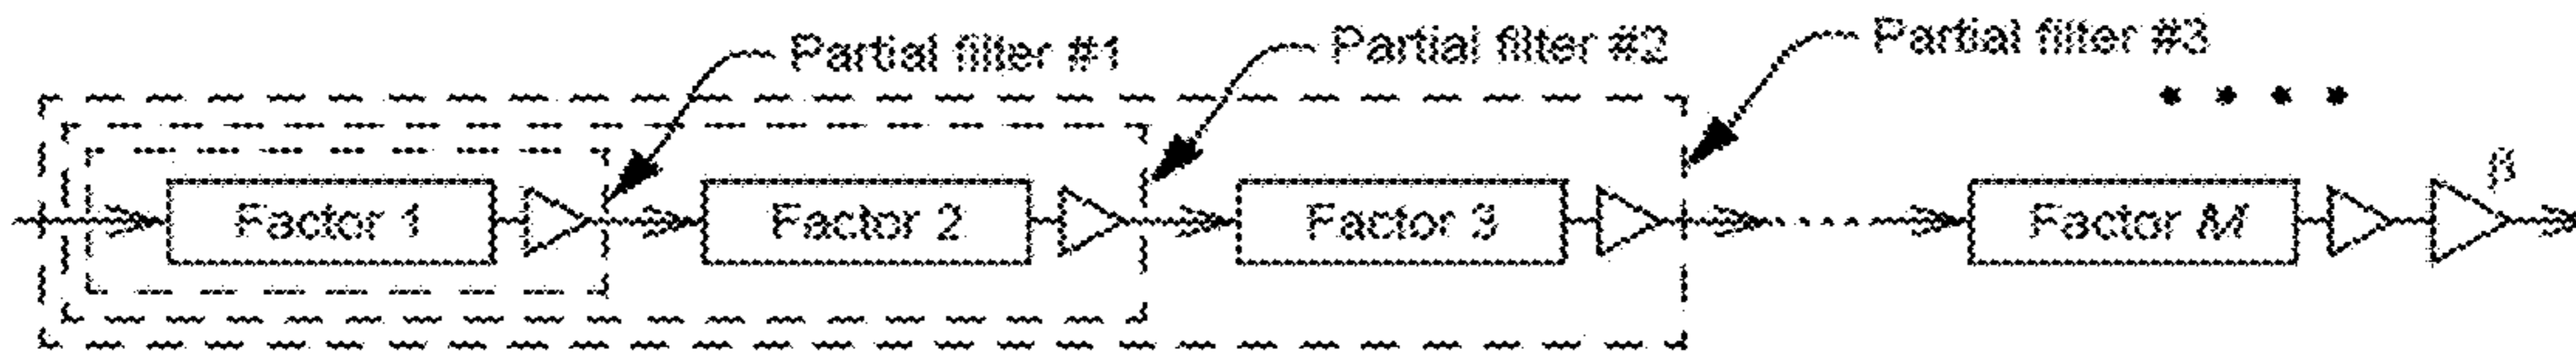 Partial filter #1
Partial filter #2
Partial filter #3
β
Factor 1
Factor 2
Factor 3
Factor M